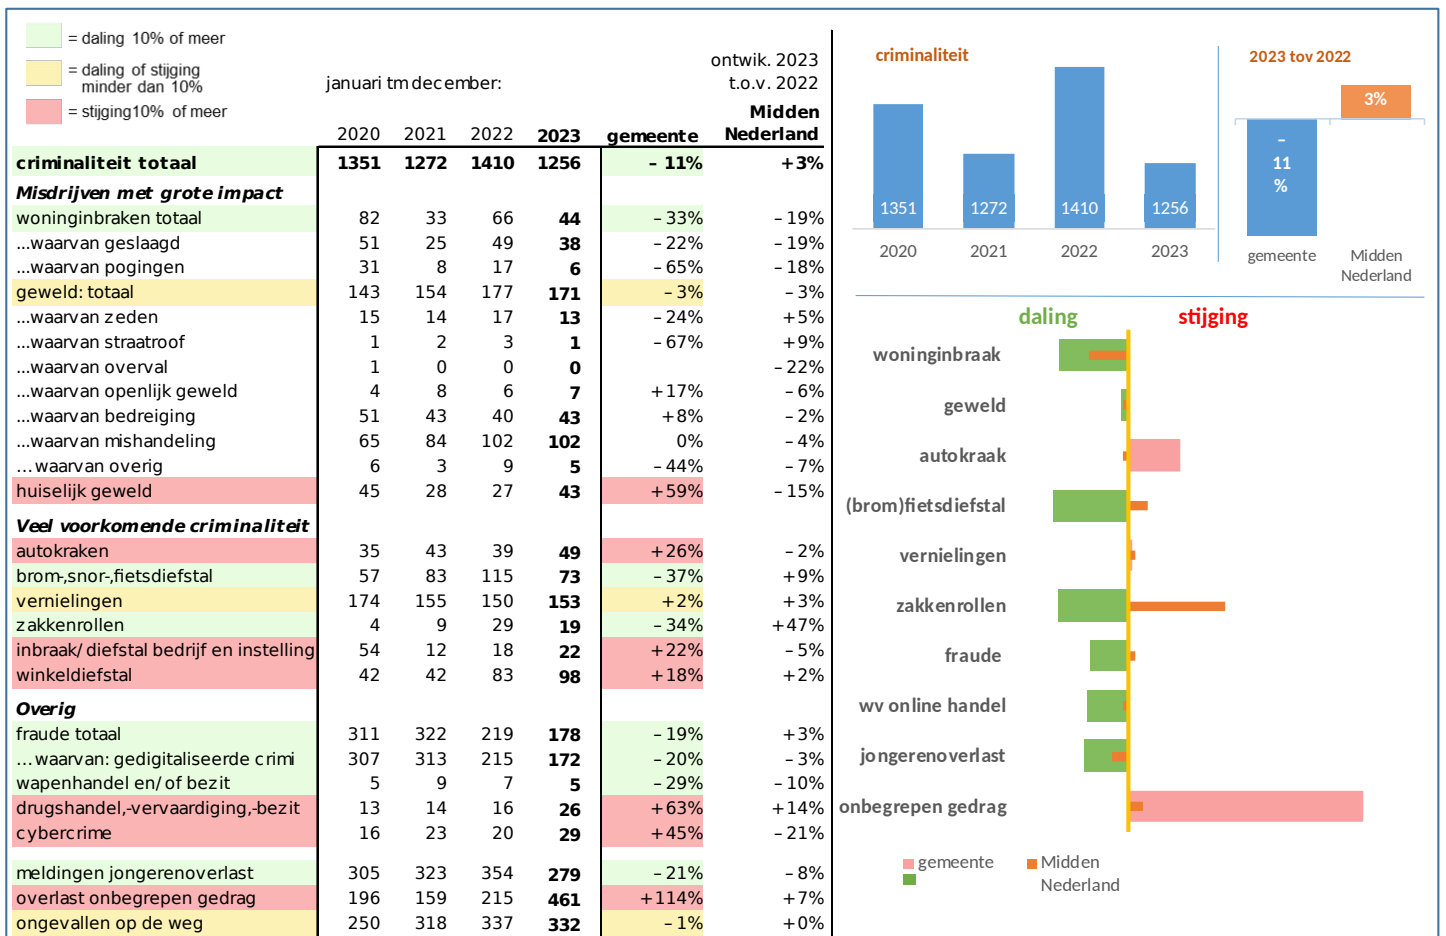 = daling 10% of meer
= daling of stijging
minder dan 10%
= stijging10% of meer
januari tm december:
ontwik. 2023
t.o.v. 2022
Midden
2020 2021 2022 2023 gemeente Nederland
criminaliteit totaal 1351 1272 1410 1256 – 11% +3%
Misdrijven met grote impact
woninginbraken totaal 82 33 66 44 – 33% – 19%
...waarvan geslaagd 51 25 49 38 – 22% – 19%
...waarvan pogingen 31 8 17 6 – 65% – 18%
geweld: totaal 143 154 177 171 – 3% – 3%
...waarvan zeden 15 14 17 13 – 24% +5%
...waarvan straatroof 1 2 3 1 – 67% +9%
...waarvan overval 1 0 0 0 – 22%
...waarvan openlijk geweld 4 8 6 7 +17% – 6%
...waarvan bedreiging 51 43 40 43 +8% – 2%
...waarvan mishandeling 65 84 102 102 0% – 4%
...waarvan overig 6 3 9 5 – 44% – 7%
huiselijk geweld 45 28 27 43 +59% – 15%
Veel voorkomende criminaliteit
autokraken 35 43 39 49 +26% – 2%
brom-,snor-,fietsdiefstal 57 83 115 73 – 37% +9%
vernielingen 174 155 150 153 +2% +3%
zakkenrollen 4 9 29 19 – 34% +47%
inbraak/ diefstal bedrijf en instelling 54 12 18 22 +22% – 5%
winkeldiefstal 42 42 83 98 +18% +2%
Overig
fraude totaal 311 322 219 178 – 19% +3%
...waarvan: gedigitaliseerde crimi 307 313 215 172 – 20% – 3%
wapenhandel en/ of bezit 5 9 7 5 – 29% – 10%
drugshandel,-vervaardiging,-bezit 13 14 16 26 +63% +14%
cybercrime 16 23 20 29 +45% – 21%
meldingen jongerenoverlast 305 323 354 279 – 21% – 8%
overlast onbegrepen gedrag 196 159 215 461 +114% +7%
ongevallen op de weg 250 318 337 332 – 1% +0%
criminaliteit
1351 1272 1410 1256
2020 2021 2022 2023
2023 tov 2022
3%
–
11
%
gemeente
Midden
Nederland
daling stijging
woninginbraak
geweld
autokraak
(brom)fietsdiefstal
vernielingen
zakkenrollen
fraude
wv online handel
jongerenoverlast
onbegrepen gedrag
gemeente Midden
Nederland